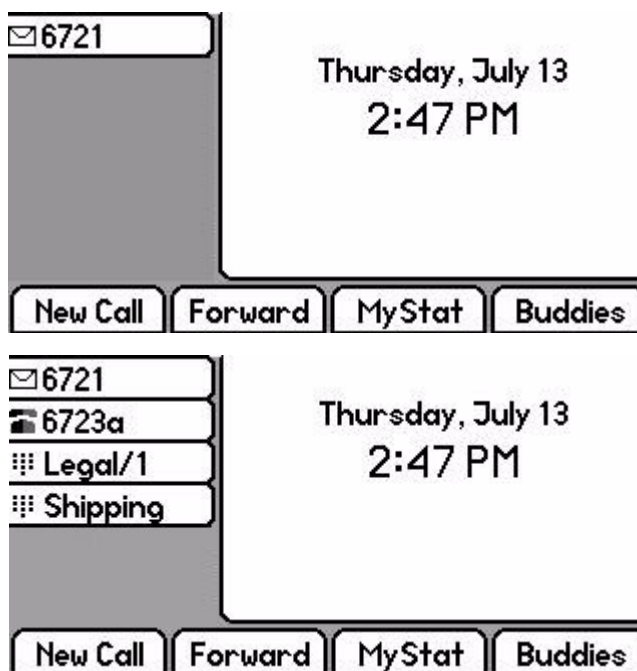 6721
Thursday, July 13
2:47 PM
New Call Forward MyStat Buddies
6721
6723a
Legal/1
Shipping
Thursday, July 13
2:47 PM
New Call Forward MyStat Buddies